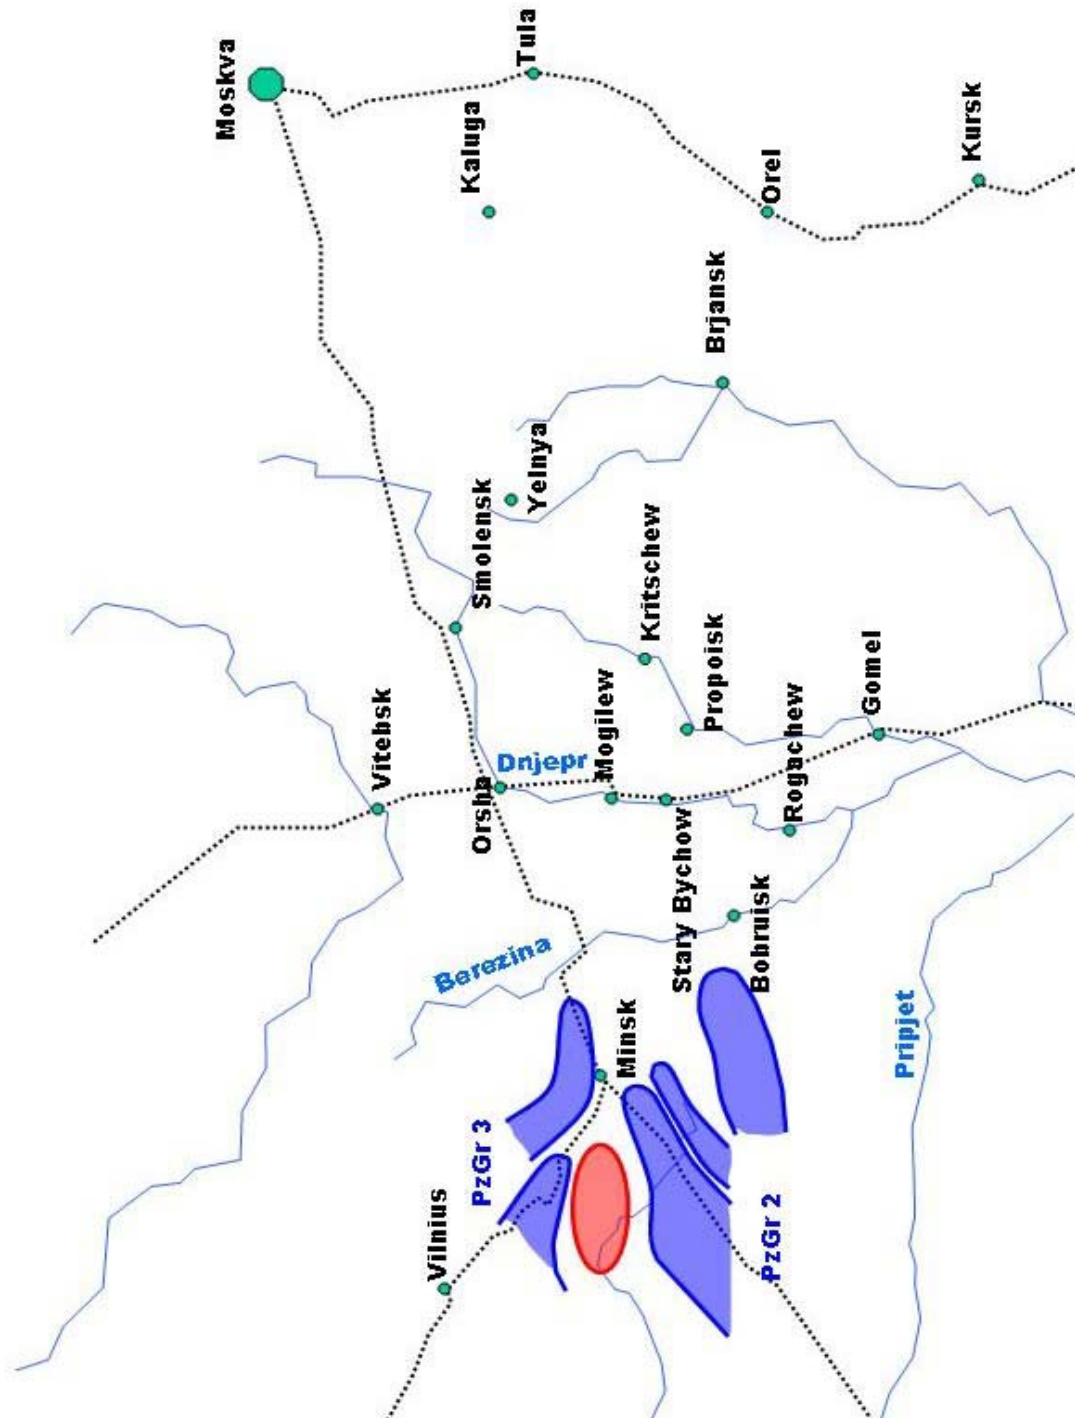 Moskva
Tula
Kaluga
Kursk
Orel
Brjansk
Yelnya
Smolensk
Kritschew
Propoisk
Gomel
Vitebsk
Dnjepr
Mogilew
Orsha
Rogachew
Stary Bychow
Berezina
Bobruisk
Minsk
Pripjet
PzGr 3
Vilnius
PzGr 2